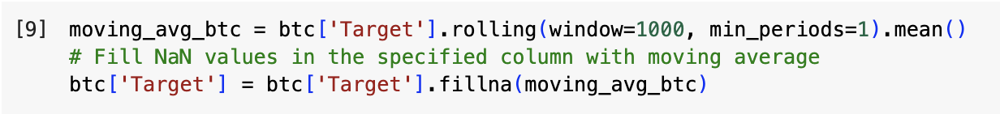 [9] moving_avg_btc = btc['Target'].rolling(window=1000, min_periods=1).mean()
# Fill NaN values in the specified column with moving average
btc['Target'] = btc['Target'].fillna(moving_avg_btc)